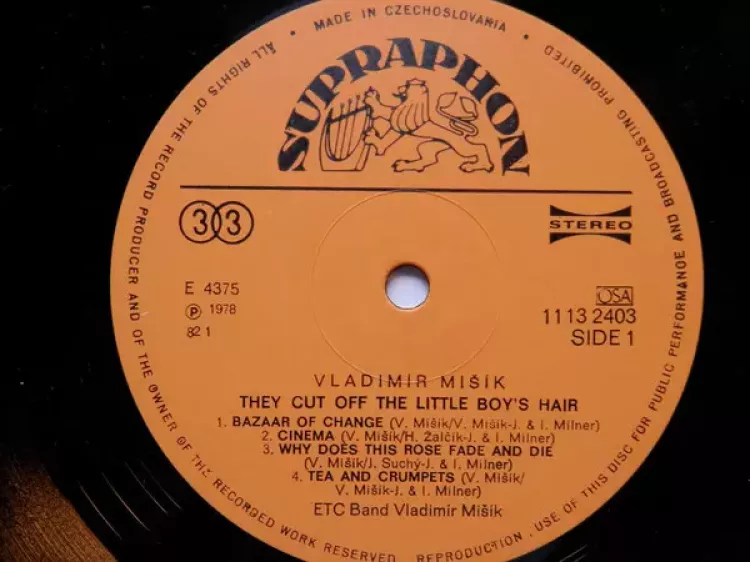 MADE IN CZECHOSLOVAKIA
SUPRAPHON
33
STEREO
E 4375
Ⓟ 1978
82 1
OSA
1113 2403
SIDE 1
VLADIMÍR MIŠÍK
THEY CUT OFF THE LITTLE BOY'S HAIR
1. BAZAAR OF CHANGE (V. Mišík/V. Mišík-J. & I. Milner)
2. CINEMA (V. Mišík/H. Žalčík-J. & I. Milner)
3. WHY DOES THIS ROSE FADE AND DIE
(V. Mišík/J. Suchý-J. & I. Milner)
4. TEA AND CRUMPETS (V. Mišík/
V. Mišík-J. & I. Milner)
ETC Band Vladimír Mišík
ALL RIGHTS OF THE RECORD PRODUCER AND OF THE OWNER OF THE RECORDED WORK RESERVED. REPRODUCTION, USE OF THIS DISC FOR PUBLIC PERFORMANCE AND BROADCASTING PROHIBITED